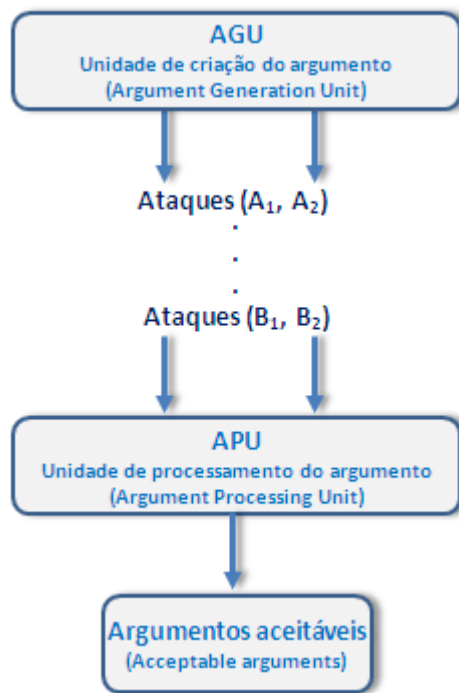 AGU
Unidade de criação do argumento
(Argument Generation Unit)
Ataques (A₁, A₂)
.
.
.
Ataques (B₁, B₂)
APU
Unidade de processamento do argumento
(Argument Processing Unit)
Argumentos aceitáveis
(Acceptable arguments)